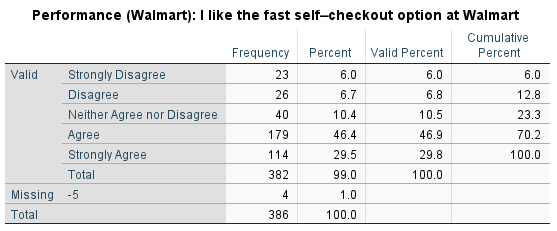 Performance (Walmart): I like the fast self–checkout option at Walmart
Frequency Percent Valid Percent Cumulative Percent
Valid Strongly Disagree 23 6.0 6.0 6.0
Disagree 26 6.7 6.8 12.8
Neither Agree nor Disagree 40 10.4 10.5 23.3
Agree 179 46.4 46.9 70.2
Strongly Agree 114 29.5 29.8 100.0
Total 382 99.0 100.0
Missing -5 4 1.0
Total 386 100.0